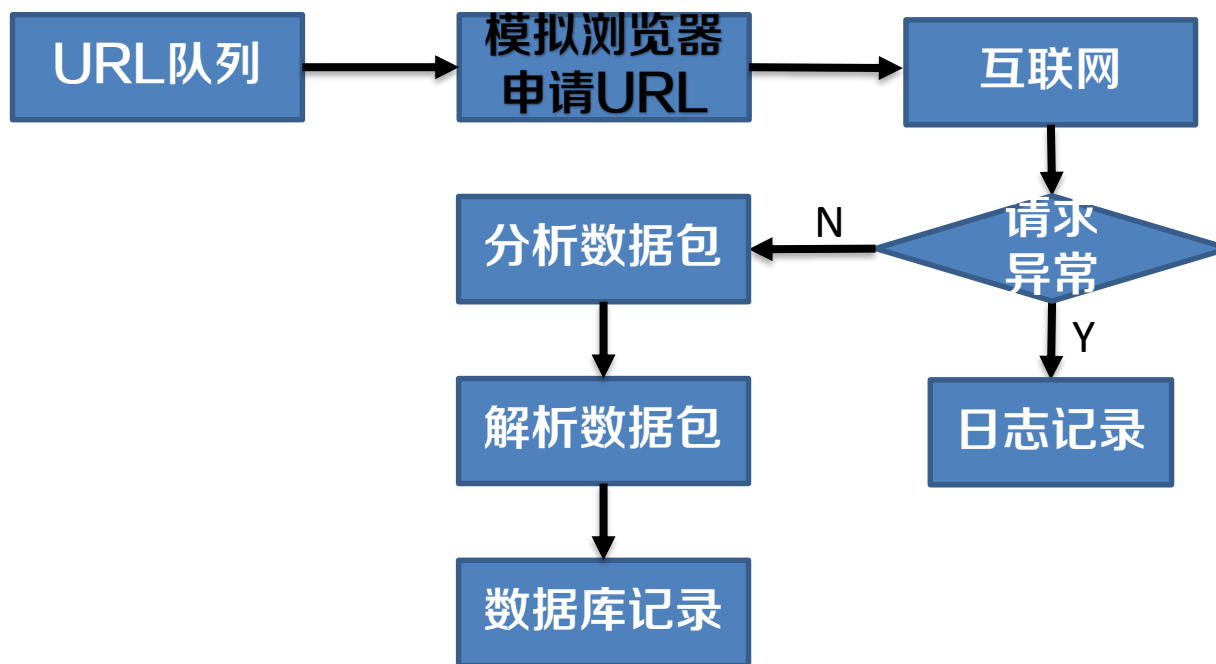 URL队列
模拟浏览器
申请URL
互联网
请求
异常
N
Y
分析数据包
日志记录
解析数据包
数据库记录